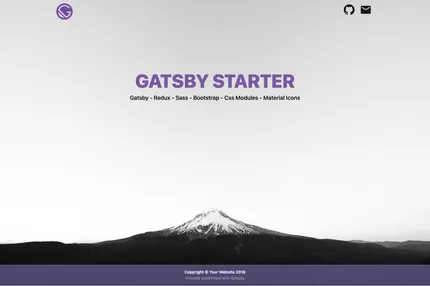 GATSBY STARTER
Gatsby - Redux - Sass - Bootstrap - Css Modules - Material Icons
Copyright © Your Website 2018
Proudly published with Gatsby